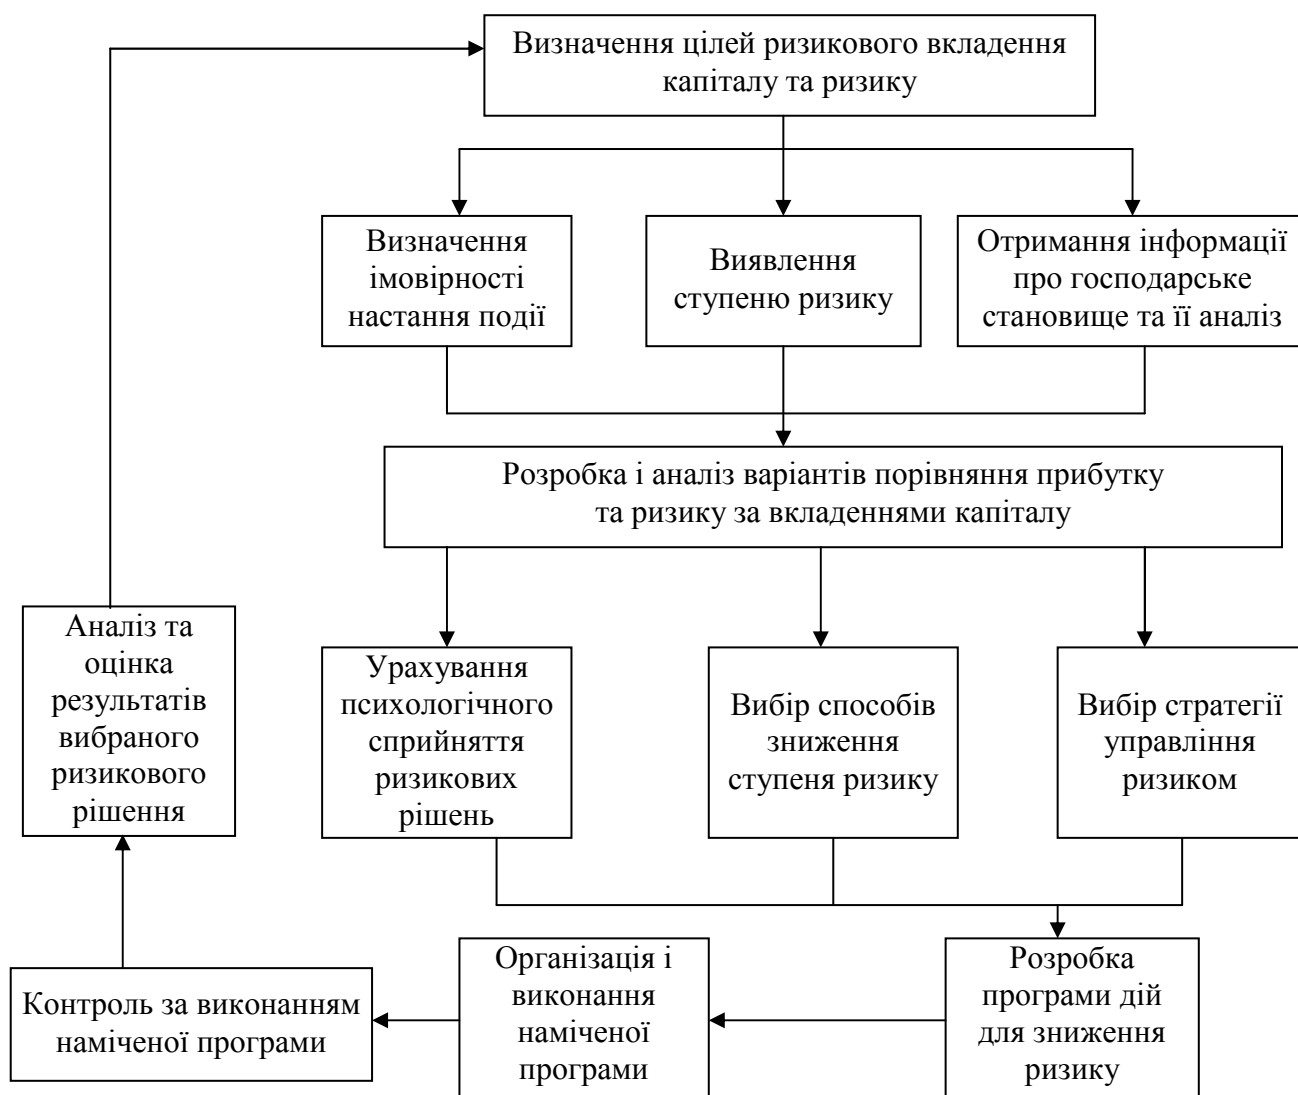 Визначення цілей ризикового вкладення
капіталу та ризику
Визначення
імовірності
настання події
Виявлення
ступеню ризику
Отримання інформації
про господарське
становище та її аналіз
Розробка і аналіз варіантів порівняння прибутку
та ризику за вкладеннями капіталу
Аналіз та
оцінка
результатів
вибраного
ризикового
рішення
Урахування
психологічного
сприйняття
ризикових
рішень
Вибір способів
зниження
ступеня ризику
Вибір стратегії
управління
ризиком
Контроль за виконанням
наміченої програми
Організація і
виконання
наміченої
програми
Розробка
програми дій
для зниження
ризику